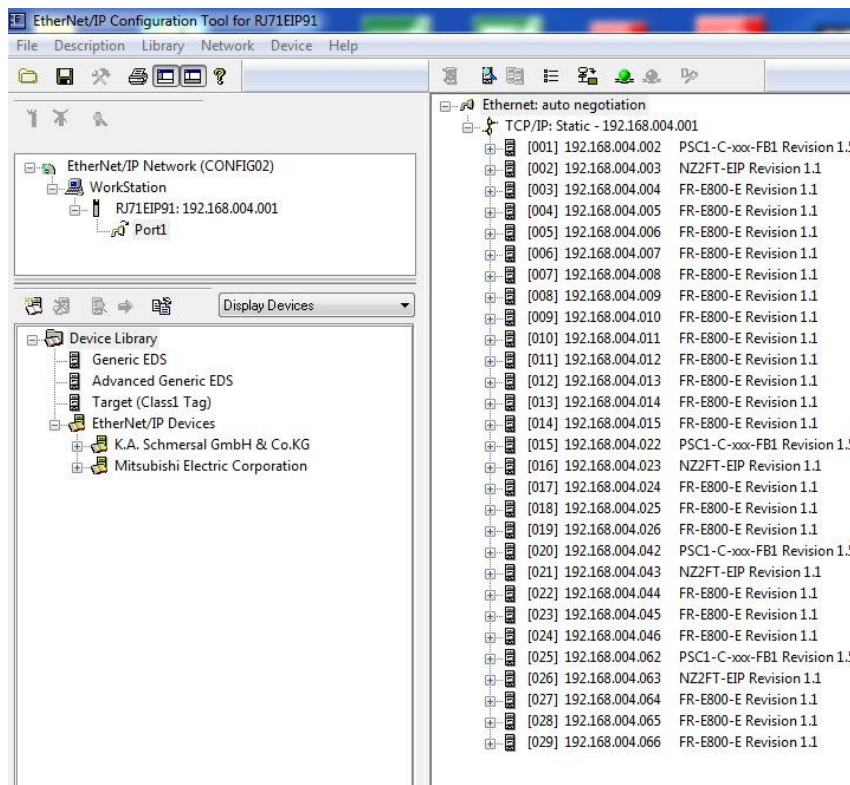 EtherNet/IP Configuration Tool for RJ71EIP91
File Description Library Network Device Help
EtherNet/IP Network (CONFIG02)
WorkStation
RJ71EIP91: 192.168.004.001
Port1
Display Devices
Device Library
Generic EDS
Advanced Generic EDS
Target (Class1 Tag)
EtherNet/IP Devices
K.A. Schmersal GmbH & Co.KG
Mitsubishi Electric Corporation
Ethernet: auto negotiation
TCP/IP: Static - 192.168.004.001
[001] 192.168.004.002 PSC1-C-xxx-FB1 Revision 1.5
[002] 192.168.004.003 NZ2FT-EIP Revision 1.1
[003] 192.168.004.004 FR-E800-E Revision 1.1
[004] 192.168.004.005 FR-E800-E Revision 1.1
[005] 192.168.004.006 FR-E800-E Revision 1.1
[006] 192.168.004.007 FR-E800-E Revision 1.1
[007] 192.168.004.008 FR-E800-E Revision 1.1
[008] 192.168.004.009 FR-E800-E Revision 1.1
[009] 192.168.004.010 FR-E800-E Revision 1.1
[010] 192.168.004.011 FR-E800-E Revision 1.1
[011] 192.168.004.012 FR-E800-E Revision 1.1
[012] 192.168.004.013 FR-E800-E Revision 1.1
[013] 192.168.004.014 FR-E800-E Revision 1.1
[014] 192.168.004.015 FR-E800-E Revision 1.1
[015] 192.168.004.022 PSC1-C-xxx-FB1 Revision 1.5
[016] 192.168.004.023 NZ2FT-EIP Revision 1.1
[017] 192.168.004.024 FR-E800-E Revision 1.1
[018] 192.168.004.025 FR-E800-E Revision 1.1
[019] 192.168.004.026 FR-E800-E Revision 1.1
[020] 192.168.004.042 PSC1-C-xxx-FB1 Revision 1.5
[021] 192.168.004.043 NZ2FT-EIP Revision 1.1
[022] 192.168.004.044 FR-E800-E Revision 1.1
[023] 192.168.004.045 FR-E800-E Revision 1.1
[024] 192.168.004.046 FR-E800-E Revision 1.1
[025] 192.168.004.062 PSC1-C-xxx-FB1 Revision 1.5
[026] 192.168.004.063 NZ2FT-EIP Revision 1.1
[027] 192.168.004.064 FR-E800-E Revision 1.1
[028] 192.168.004.065 FR-E800-E Revision 1.1
[029] 192.168.004.066 FR-E800-E Revision 1.1